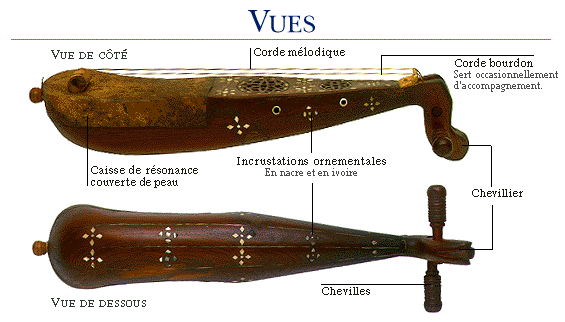 VUES
VUE DE CÔTÉ
Corde mélodique
Corde bourdon
Sert occasionnellement
d'accompagnement.
Caisse de résonance
couverte de peau
Incrustations ornementales
En nacre et en ivoire
Chevillier
Chevilles
VUE DE DESSOUS